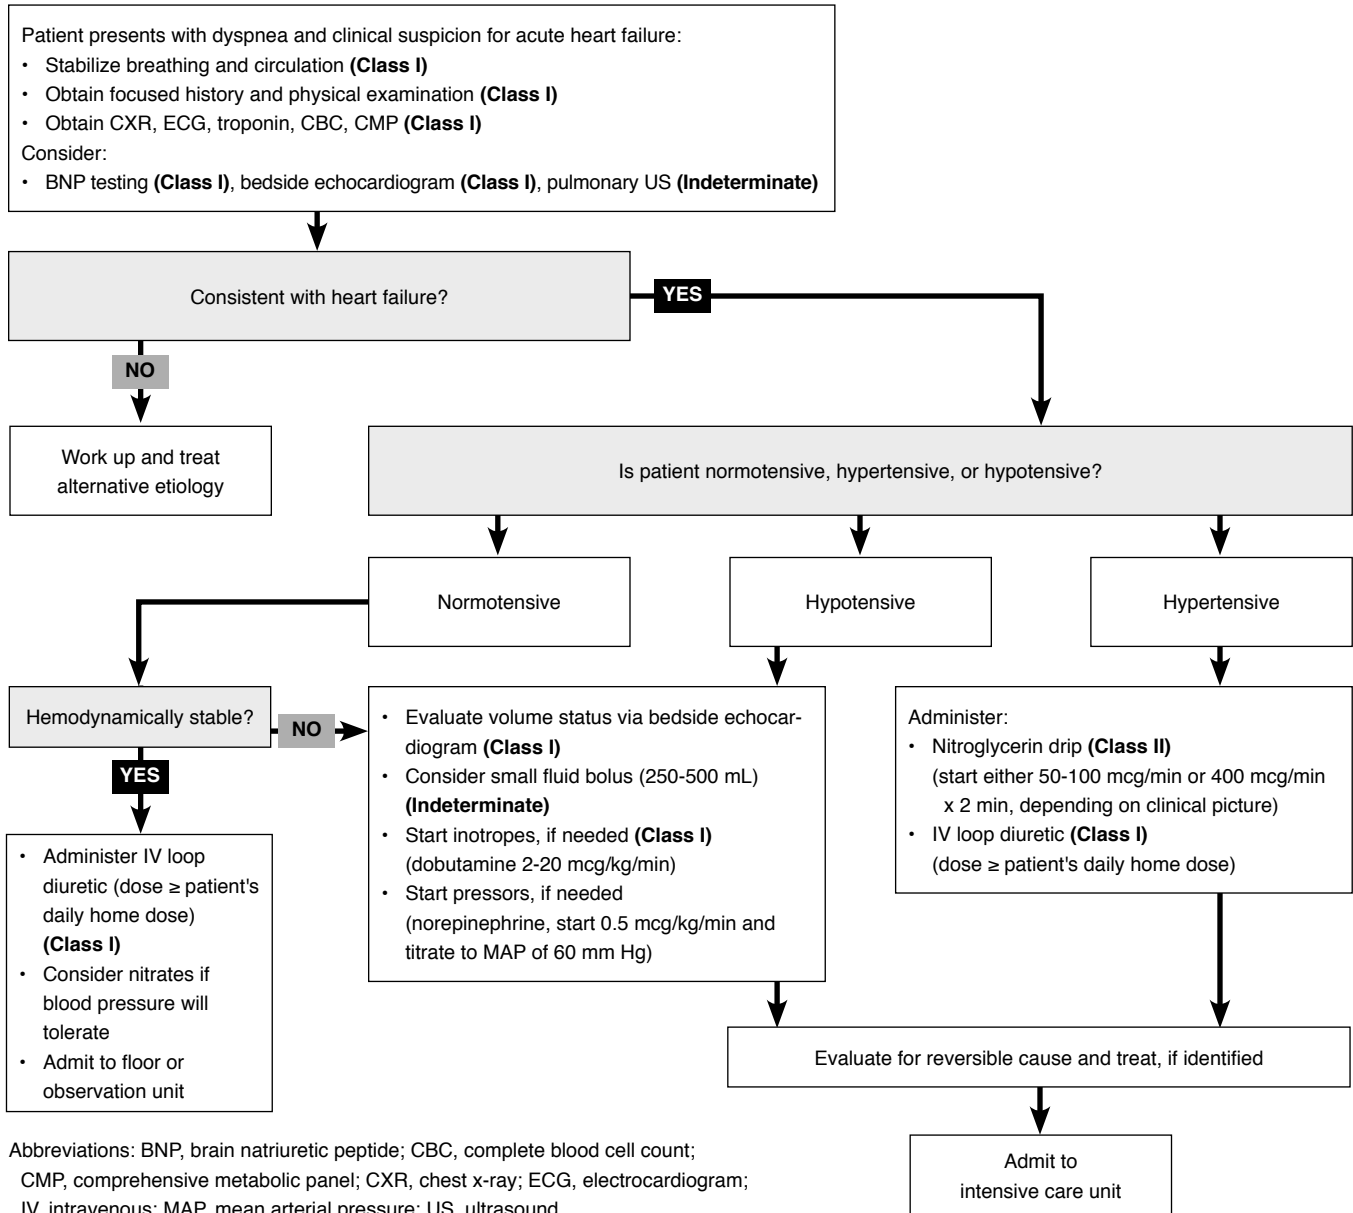 Patient presents with dyspnea and clinical suspicion for acute heart failure:
• Stabilize breathing and circulation (Class I)
• Obtain focused history and physical examination (Class I)
• Obtain CXR, ECG, troponin, CBC, CMP (Class I)
Consider:
• BNP testing (Class I), bedside echocardiogram (Class I), pulmonary US (Indeterminate)
Consistent with heart failure?
YES
NO
Work up and treat
alternative etiology
Is patient normotensive, hypertensive, or hypotensive?
Normotensive
Hypotensive
Hypertensive
Hemodynamically stable?
NO
YES
• Administer IV loop
diuretic (dose ≥ patient's
daily home dose)
(Class I)
• Consider nitrates if
blood pressure will
tolerate
• Admit to floor or
observation unit
• Evaluate volume status via bedside echocar-
diogram (Class I)
• Consider small fluid bolus (250-500 mL)
(Indeterminate)
• Start inotropes, if needed (Class I)
(dobutamine 2-20 mcg/kg/min)
• Start pressors, if needed
(norepinephrine, start 0.5 mcg/kg/min and
titrate to MAP of 60 mm Hg)
Administer:
• Nitroglycerin drip (Class II)
(start either 50-100 mcg/min or 400 mcg/min
x 2 min, depending on clinical picture)
• IV loop diuretic (Class I)
(dose ≥ patient's daily home dose)
Evaluate for reversible cause and treat, if identified
Admit to
intensive care unit
Abbreviations: BNP, brain natriuretic peptide; CBC, complete blood cell count;
CMP, comprehensive metabolic panel; CXR, chest x-ray; ECG, electrocardiogram;
IV, intravenous; MAP, mean arterial pressure; US, ultrasound